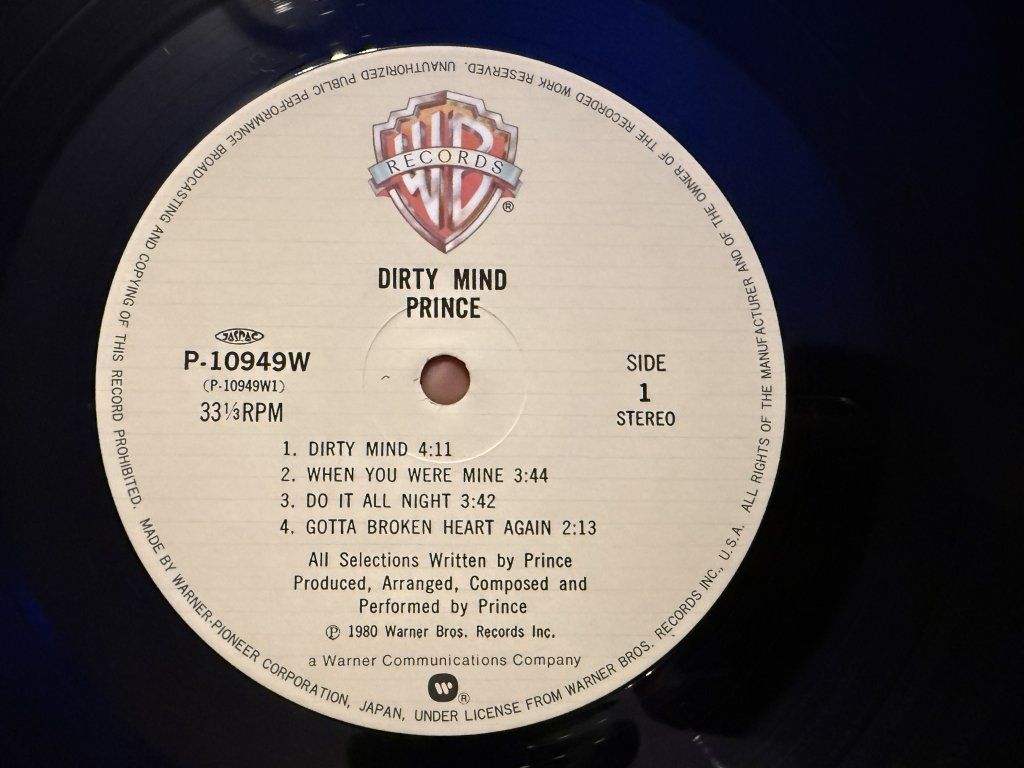 WB
RECORDS
®
DIRTY MIND
PRINCE
JASRAC
P-10949W
(P-10949W1)
33⅓RPM
SIDE
1
STEREO
1. DIRTY MIND 4:11
2. WHEN YOU WERE MINE 3:44
3. DO IT ALL NIGHT 3:42
4. GOTTA BROKEN HEART AGAIN 2:13
All Selections Written by Prince
Produced, Arranged, Composed and
Performed by Prince
℗ 1980 Warner Bros. Records Inc.
a Warner Communications Company
®
MADE BY WARNER-PIONEER CORPORATION, JAPAN, UNDER LICENSE FROM WARNER BROS. RECORDS INC., U.S.A. ALL RIGHTS OF THE MANUFACTURER AND OF THE OWNER OF THE RECORDED WORK RESERVED. UNAUTHORIZED PUBLIC PERFORMANCE BROADCASTING AND COPYING OF THIS RECORD PROHIBITED.